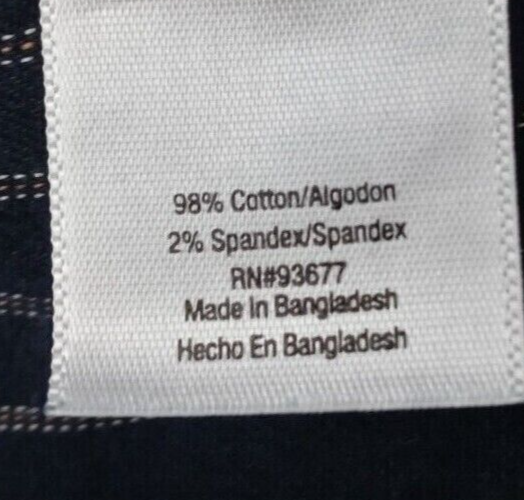 98% Cotton/Algodon
2% Spandex/Spandex
RN#93677
Made In Bangladesh
Hecho En Bangladesh